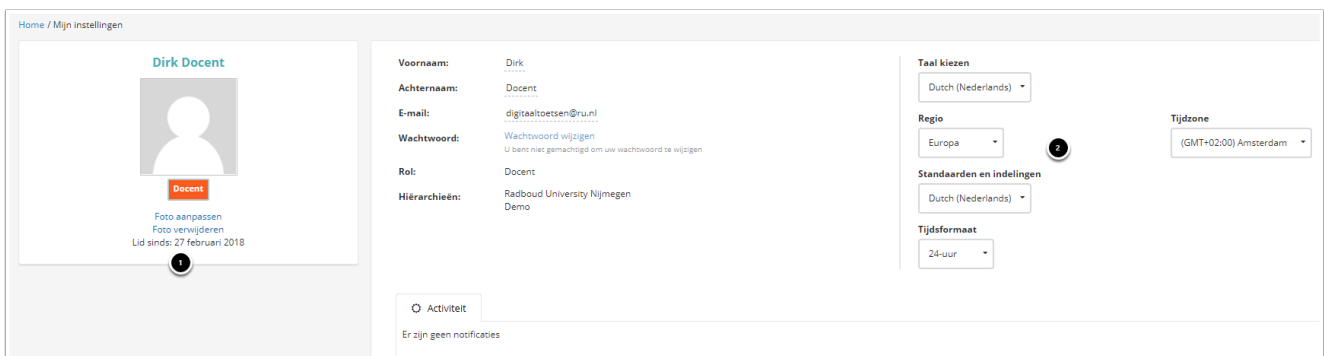 Home / Mijn instellingen
Dirk Docent
Docent
Foto aanpassen
Foto verwijderen
Lid sinds: 27 februari 2018
1
Voornaam: Dirk
Achternaam: Docent
E-mail: digitaaltoetsen@ru.nl
Wachtwoord: Wachtwoord wijzigen
U bent niet gemachtigd om uw wachtwoord te wijzigen
Rol: Docent
Hiërarchieën: Radboud University Nijmegen
Demo
Taal kiezen
Dutch (Nederlands)
Regio
Europa
2
Tijdzone
(GMT+02:00) Amsterdam
Standaarden en indelingen
Dutch (Nederlands)
Tijdsformaat
24-uur
Activiteit
Er zijn geen notificaties